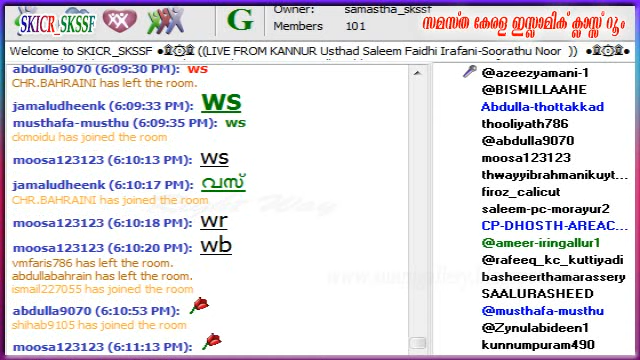 SKICR_SKSSF
G
Owner: samastha_skssf
Members 101
സമസ്ത കേരള ഇസ്ലാമിക് ക്ലാസ്സ് റൂം
Welcome to SKICR_SKSSF ((LIVE FROM KANNUR Usthad Saleem Faidhi Irafani-Soorathu Noor ))
abdulla9070 (6:09:30 PM): ws
CHR.BAHRAINI has left the room.
jamaludheenk (6:09:33 PM): ws
musthafa-musthu (6:09:35 PM): ws
ckmoidu has joined the room
moosa123123 (6:10:13 PM): ws
jamaludheenk (6:10:17 PM): വസ്
CHR.BAHRAINI has joined the room
moosa123123 (6:10:18 PM): wr
moosa123123 (6:10:20 PM): wb
vmfaris786 has left the room.
abdullabahrain has left the room.
ismail227055 has joined the room
abdulla9070 (6:10:53 PM):
shihab9105 has joined the room
moosa123123 (6:11:13 PM):
@azeezyamani-1
@BISMILLAAHE
Abdulla-thottakkad
thooliyath786
@abdulla9070
moosa123123
thwayyibrahmanikuyt...
firoz_calicut
saleem-pc-morayur2
CP-DHOSTH-AREAC...
@ameer-iringallur1
@rafeeq_kc_kuttiyadi
basheeerthamarassery
SAALURASHEED
@musthafa-musthu
@Zynulabideen1
kunnumpuram490